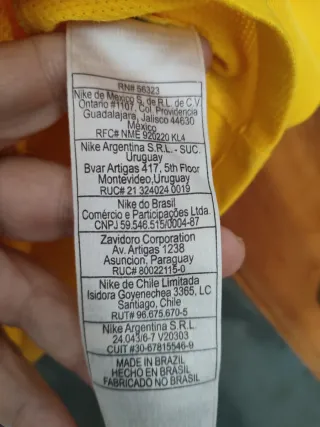 RN# 56323
Nike de Mexico S. de R.L. de C.V
Ontario #1107, Col. Providencia
Guadalajara, Jalisco 44630
México
RFC# NME 920220 KL4
Nike Argentina S.R.L - SUC.
Uruguay
Bvar Artigas 417, 5th Floor
Montevideo,Uruguay
RUC# 21 324024 0019
Nike do Brasil
Comércio e Participações Ltda.
CNPJ 59.546.515/0004-87
Zavidoro Corporation
Av. Artigas 1238
Asuncion, Paraguay
RUC# 80022115-0
Nike de Chile Limitada
Isidora Goyenechea 3365, LC
Santiago, Chile
RUT# 96.675.670-5
Nike Argentina S.R.L.
24.043/6-7 V20303
CUIT #30-67815546-9
MADE IN BRAZIL
HECHO EN BRASIL
FABRICADO NO BRASIL